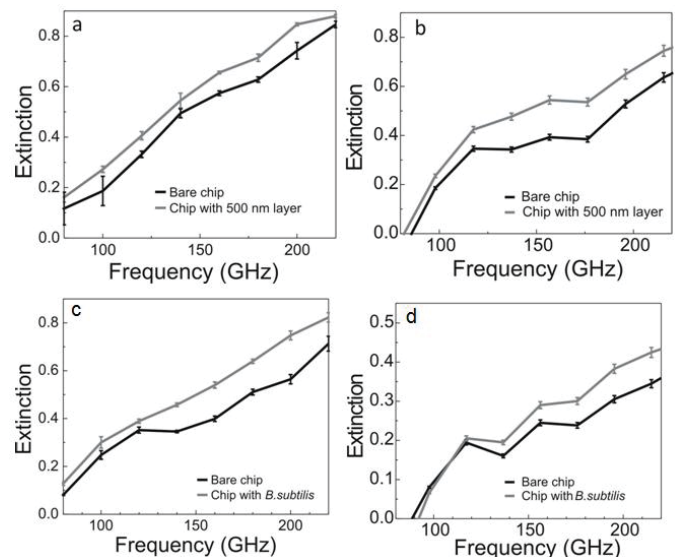 a
Extinction
0.8
0.6
0.4
0.2
0.0
Bare chip
Chip with 500 nm layer
100
150
200
Frequency (GHz)
b
Extinction
0.8
0.6
0.4
0.2
0.0
Bare chip
Chip with 500 nm layer
100
150
200
Frequency (GHz)
c
Extinction
0.8
0.6
0.4
0.2
0.0
Bare chip
Chip with B.subtilis
100
150
200
Frequency (GHz)
d
Extinction
0.5
0.4
0.3
0.2
0.1
0.0
Bare chip
Chip with B.subtilis
100
150
200
Frequency (GHz)